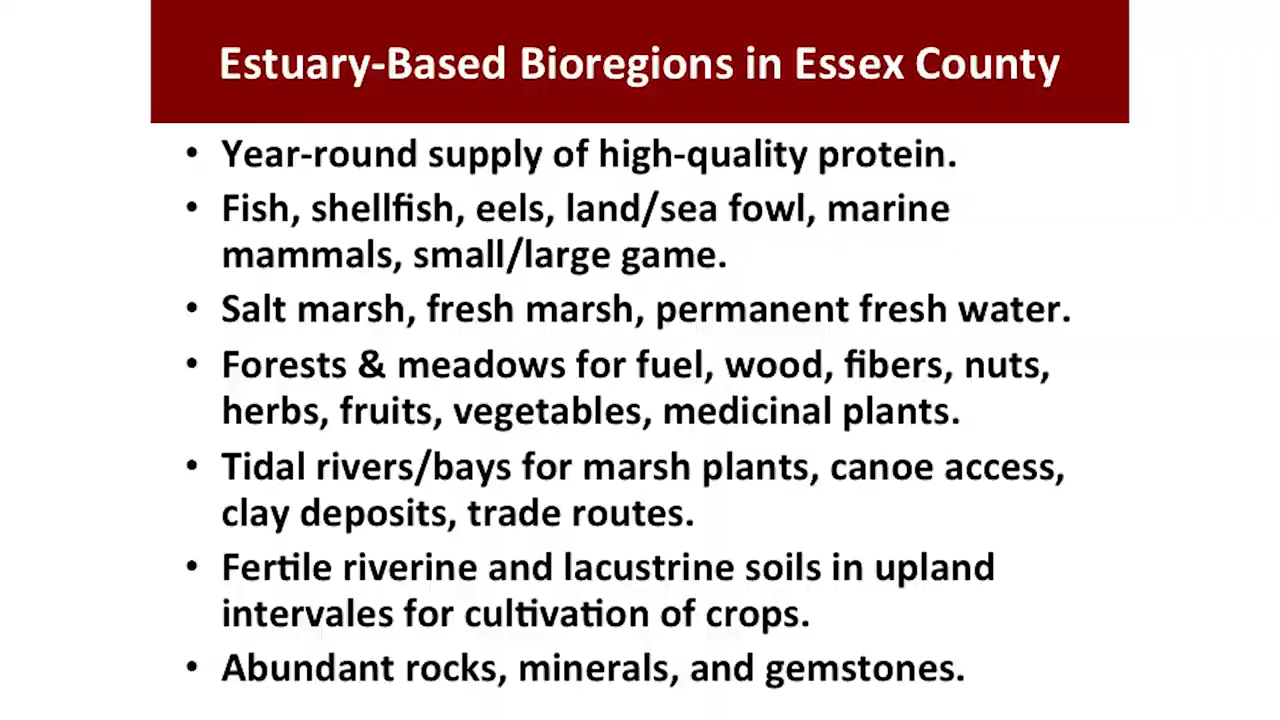 Estuary-Based Bioregions in Essex County
• Year-round supply of high-quality protein.
• Fish, shellfish, eels, land/sea fowl, marine
mammals, small/large game.
• Salt marsh, fresh marsh, permanent fresh water.
• Forests & meadows for fuel, wood, fibers, nuts,
herbs, fruits, vegetables, medicinal plants.
• Tidal rivers/bays for marsh plants, canoe access,
clay deposits, trade routes.
• Fertile riverine and lacustrine soils in upland
intervales for cultivation of crops.
• Abundant rocks, minerals, and gemstones.